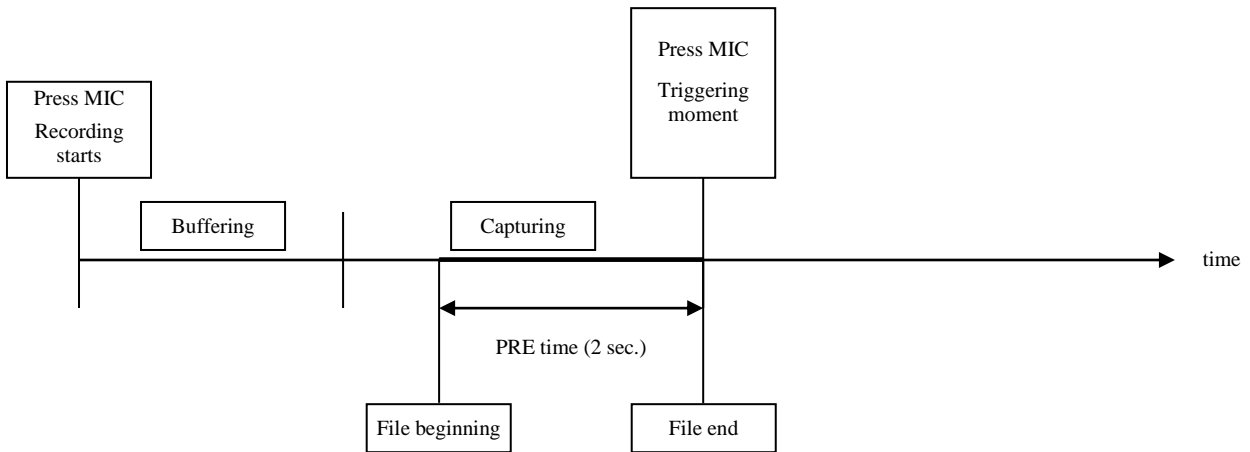 Press MIC
Recording
starts
Press MIC
Triggering
moment
Buffering
Capturing
time
PRE time (2 sec.)
File beginning
File end